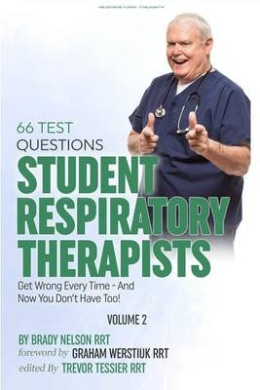 66 TEST
QUESTIONS
STUDENT
RESPIRATORY
THERAPISTS
Get Wrong Every Time - And
Now You Don't Have Too!
VOLUME 2
BY BRADY NELSON RRT
foreword by GRAHAM WERSTIUK RRT
edited By TREVOR TESSIER RRT